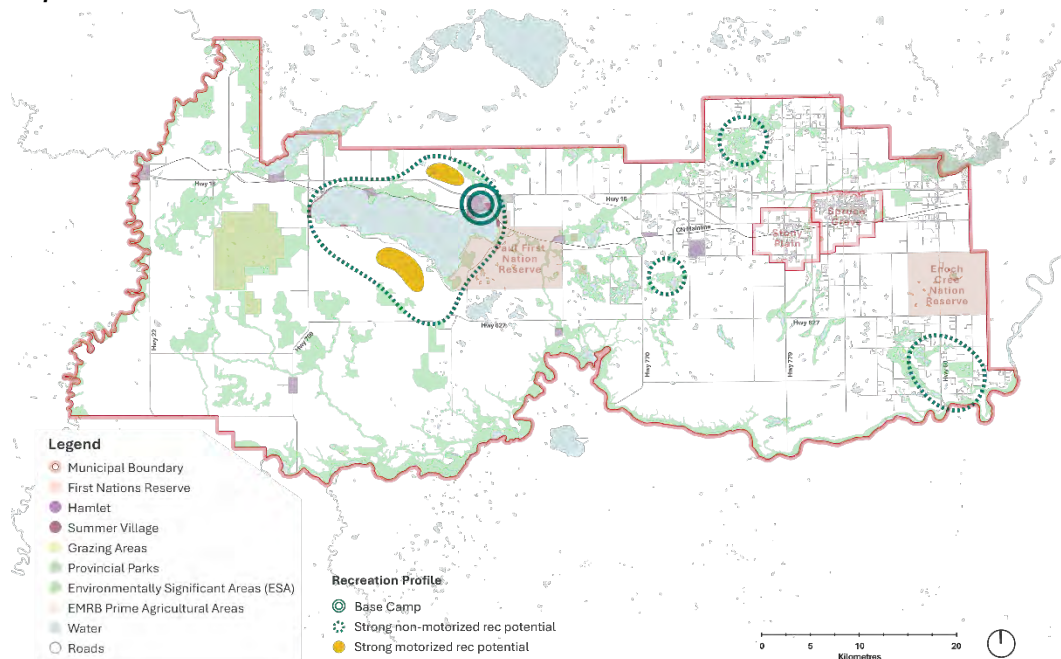 Hwy 16
Hwy 16
CN Mainline
Spruce
Grove
Stony
Plain
Paul First
Nation
Reserve
Enoch
Cree
Nation
Reserve
Hwy 22
Hwy 759
Hwy 627
Hwy 770
Hwy 779
Hwy 627
Hwy 60
Legend
Municipal Boundary
First Nations Reserve
Hamlet
Summer Village
Grazing Areas
Provincial Parks
Environmentally Significant Areas (ESA)
EMRB Prime Agricultural Areas
Water
Roads
Recreation Profile
Base Camp
Strong non-motorized rec potential
Strong motorized rec potential
0 5 10 20
Kilometres